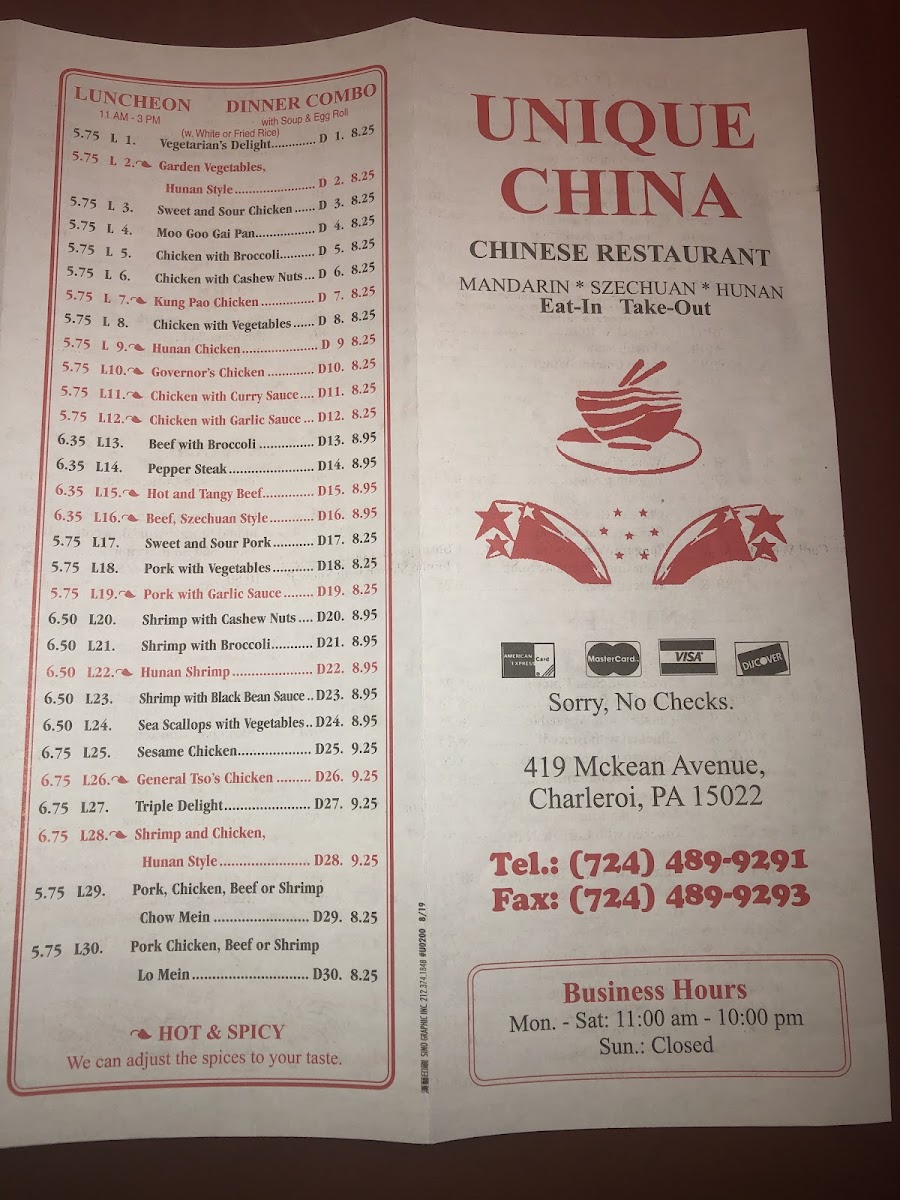 LUNCHEON DINNER COMBO
11 AM - 3 PM with Soup & Egg Roll
(w. White or Fried Rice)
5.75 L 1. Vegetarian's Delight............. D 1. 8.25
5.75 L 2. Garden Vegetables,
Hunan Style........................ D 2. 8.25
5.75 L 3. Sweet and Sour Chicken...... D 3. 8.25
5.75 L 4. Moo Goo Gai Pan.................. D 4. 8.25
5.75 L 5. Chicken with Broccoli.......... D 5. 8.25
5.75 L 6. Chicken with Cashew Nuts... D 6. 8.25
5.75 L 7. Kung Pao Chicken ................ D 7. 8.25
5.75 L 8. Chicken with Vegetables...... D 8. 8.25
5.75 L 9. Hunan Chicken...................... D 9 8.25
5.75 L10. Governor's Chicken ............. D10. 8.25
5.75 L11. Chicken with Curry Sauce.... D11. 8.25
5.75 L12. Chicken with Garlic Sauce ... D12. 8.25
6.35 L13. Beef with Broccoli ............... D13. 8.95
6.35 L14. Pepper Steak........................ D14. 8.95
6.35 L15. Hot and Tangy Beef.............. D15. 8.95
6.35 L16. Beef, Szechuan Style............ D16. 8.95
5.75 L17. Sweet and Sour Pork ........... D17. 8.25
5.75 L18. Pork with Vegetables ........... D18. 8.25
5.75 L19. Pork with Garlic Sauce ........ D19. 8.25
6.50 L20. Shrimp with Cashew Nuts .... D20. 8.95
6.50 L21. Shrimp with Broccoli........... D21. 8.95
6.50 L22. Hunan Shrimp....................... D22. 8.95
6.50 L23. Shrimp with Black Bean Sauce.. D23. 8.95
6.50 L24. Sea Scallops with Vegetables.. D24. 8.95
6.75 L25. Sesame Chicken.................... D25. 9.25
6.75 L26. General Tso's Chicken ......... D26. 9.25
6.75 L27. Triple Delight....................... D27. 9.25
6.75 L28. Shrimp and Chicken,
Hunan Style ........................ D28. 9.25
5.75 L29. Pork, Chicken, Beef or Shrimp
Chow Mein ......................... D29. 8.25
5.75 L30. Pork Chicken, Beef or Shrimp
Lo Mein ............................... D30. 8.25
HOT & SPICY
We can adjust the spices to your taste.
SINO GRAPHIC INC. 212.374.1848 #U0200 8/19
UNIQUE
CHINA
CHINESE RESTAURANT
MANDARIN * SZECHUAN * HUNAN
Eat-In Take-Out
AMERICAN EXPRESS Card MasterCard VISA DISCOVER
Sorry, No Checks.
419 Mckean Avenue,
Charleroi, PA 15022
Tel.: (724) 489-9291
Fax: (724) 489-9293
Business Hours
Mon. - Sat: 11:00 am - 10:00 pm
Sun.: Closed